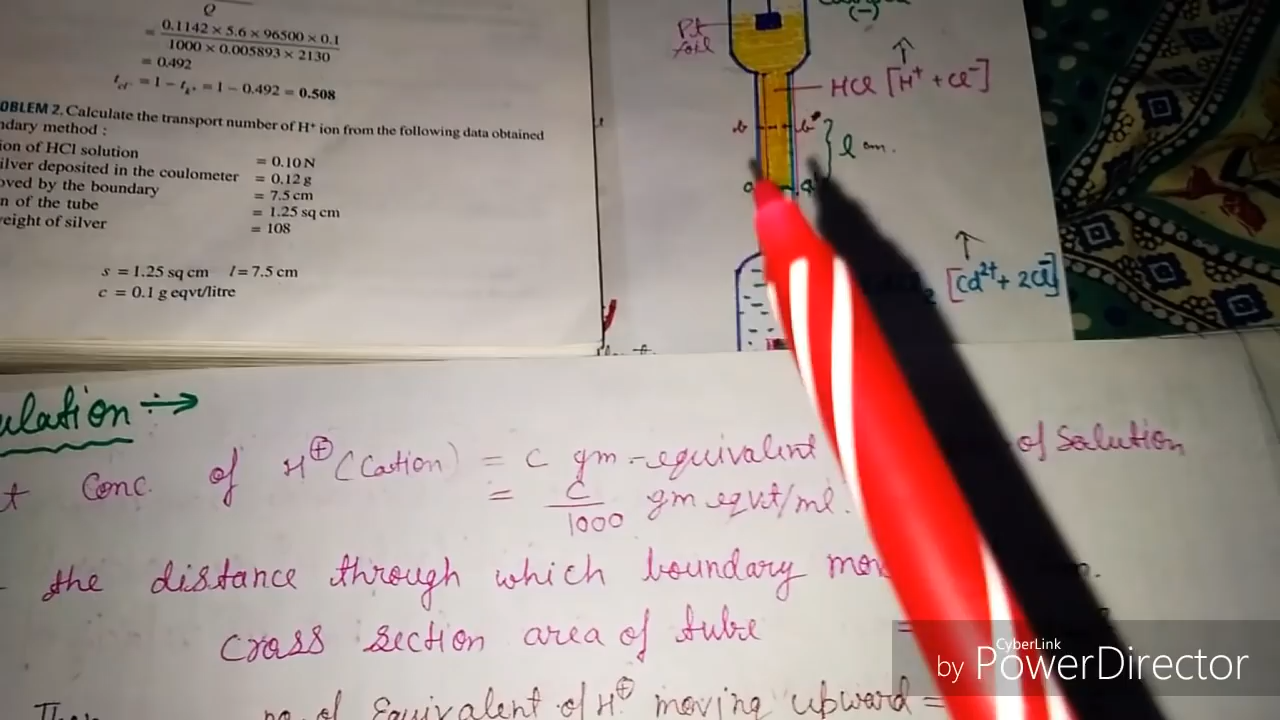 Q
= 0.1142 × 5.6 × 96500 × 0.1
1000 × 0.005893 × 2130
= 0.492
= 1 − = 1 − 0.492 = 0.508
OBLEM 2. Calculate the transport number of H⁺ ion from the following data obtained
ndary method :
ion of HCl solution = 0.10 N
ilver deposited in the coulometer = 0.12 g
oved by the boundary = 7.5 cm
n of the tube = 1.25 sq cm
veight of silver = 108
s = 1.25 sq cm l = 7.5 cm
c = 0.1 g eqvt/litre
(−)
Pt
foil
HCl [H⁺ + Cl⁻]
b b'
l cm.
a a'
[Cd²⁺ + 2Cl⁻]
ulation
t Conc. of H⊕ (Cation) = C gm-equivalent of Solution
= C/1000 gm eqvt/ml.
the distance through which boundary mov
cross section area of tube =
no. of Equivalent of H⊕ moving upward =
CyberLink
by PowerDirector